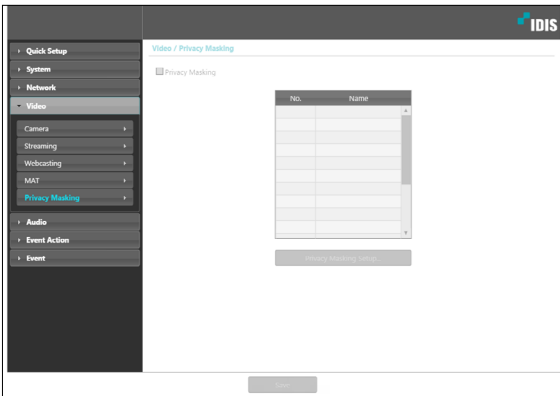 IDIS
Quick Setup
System
Network
Video
Camera
Streaming
Webcasting
MAT
Privacy Masking
Audio
Event Action
Event
Video / Privacy Masking
Privacy Masking
No. Name
Privacy Masking Setup...
Save